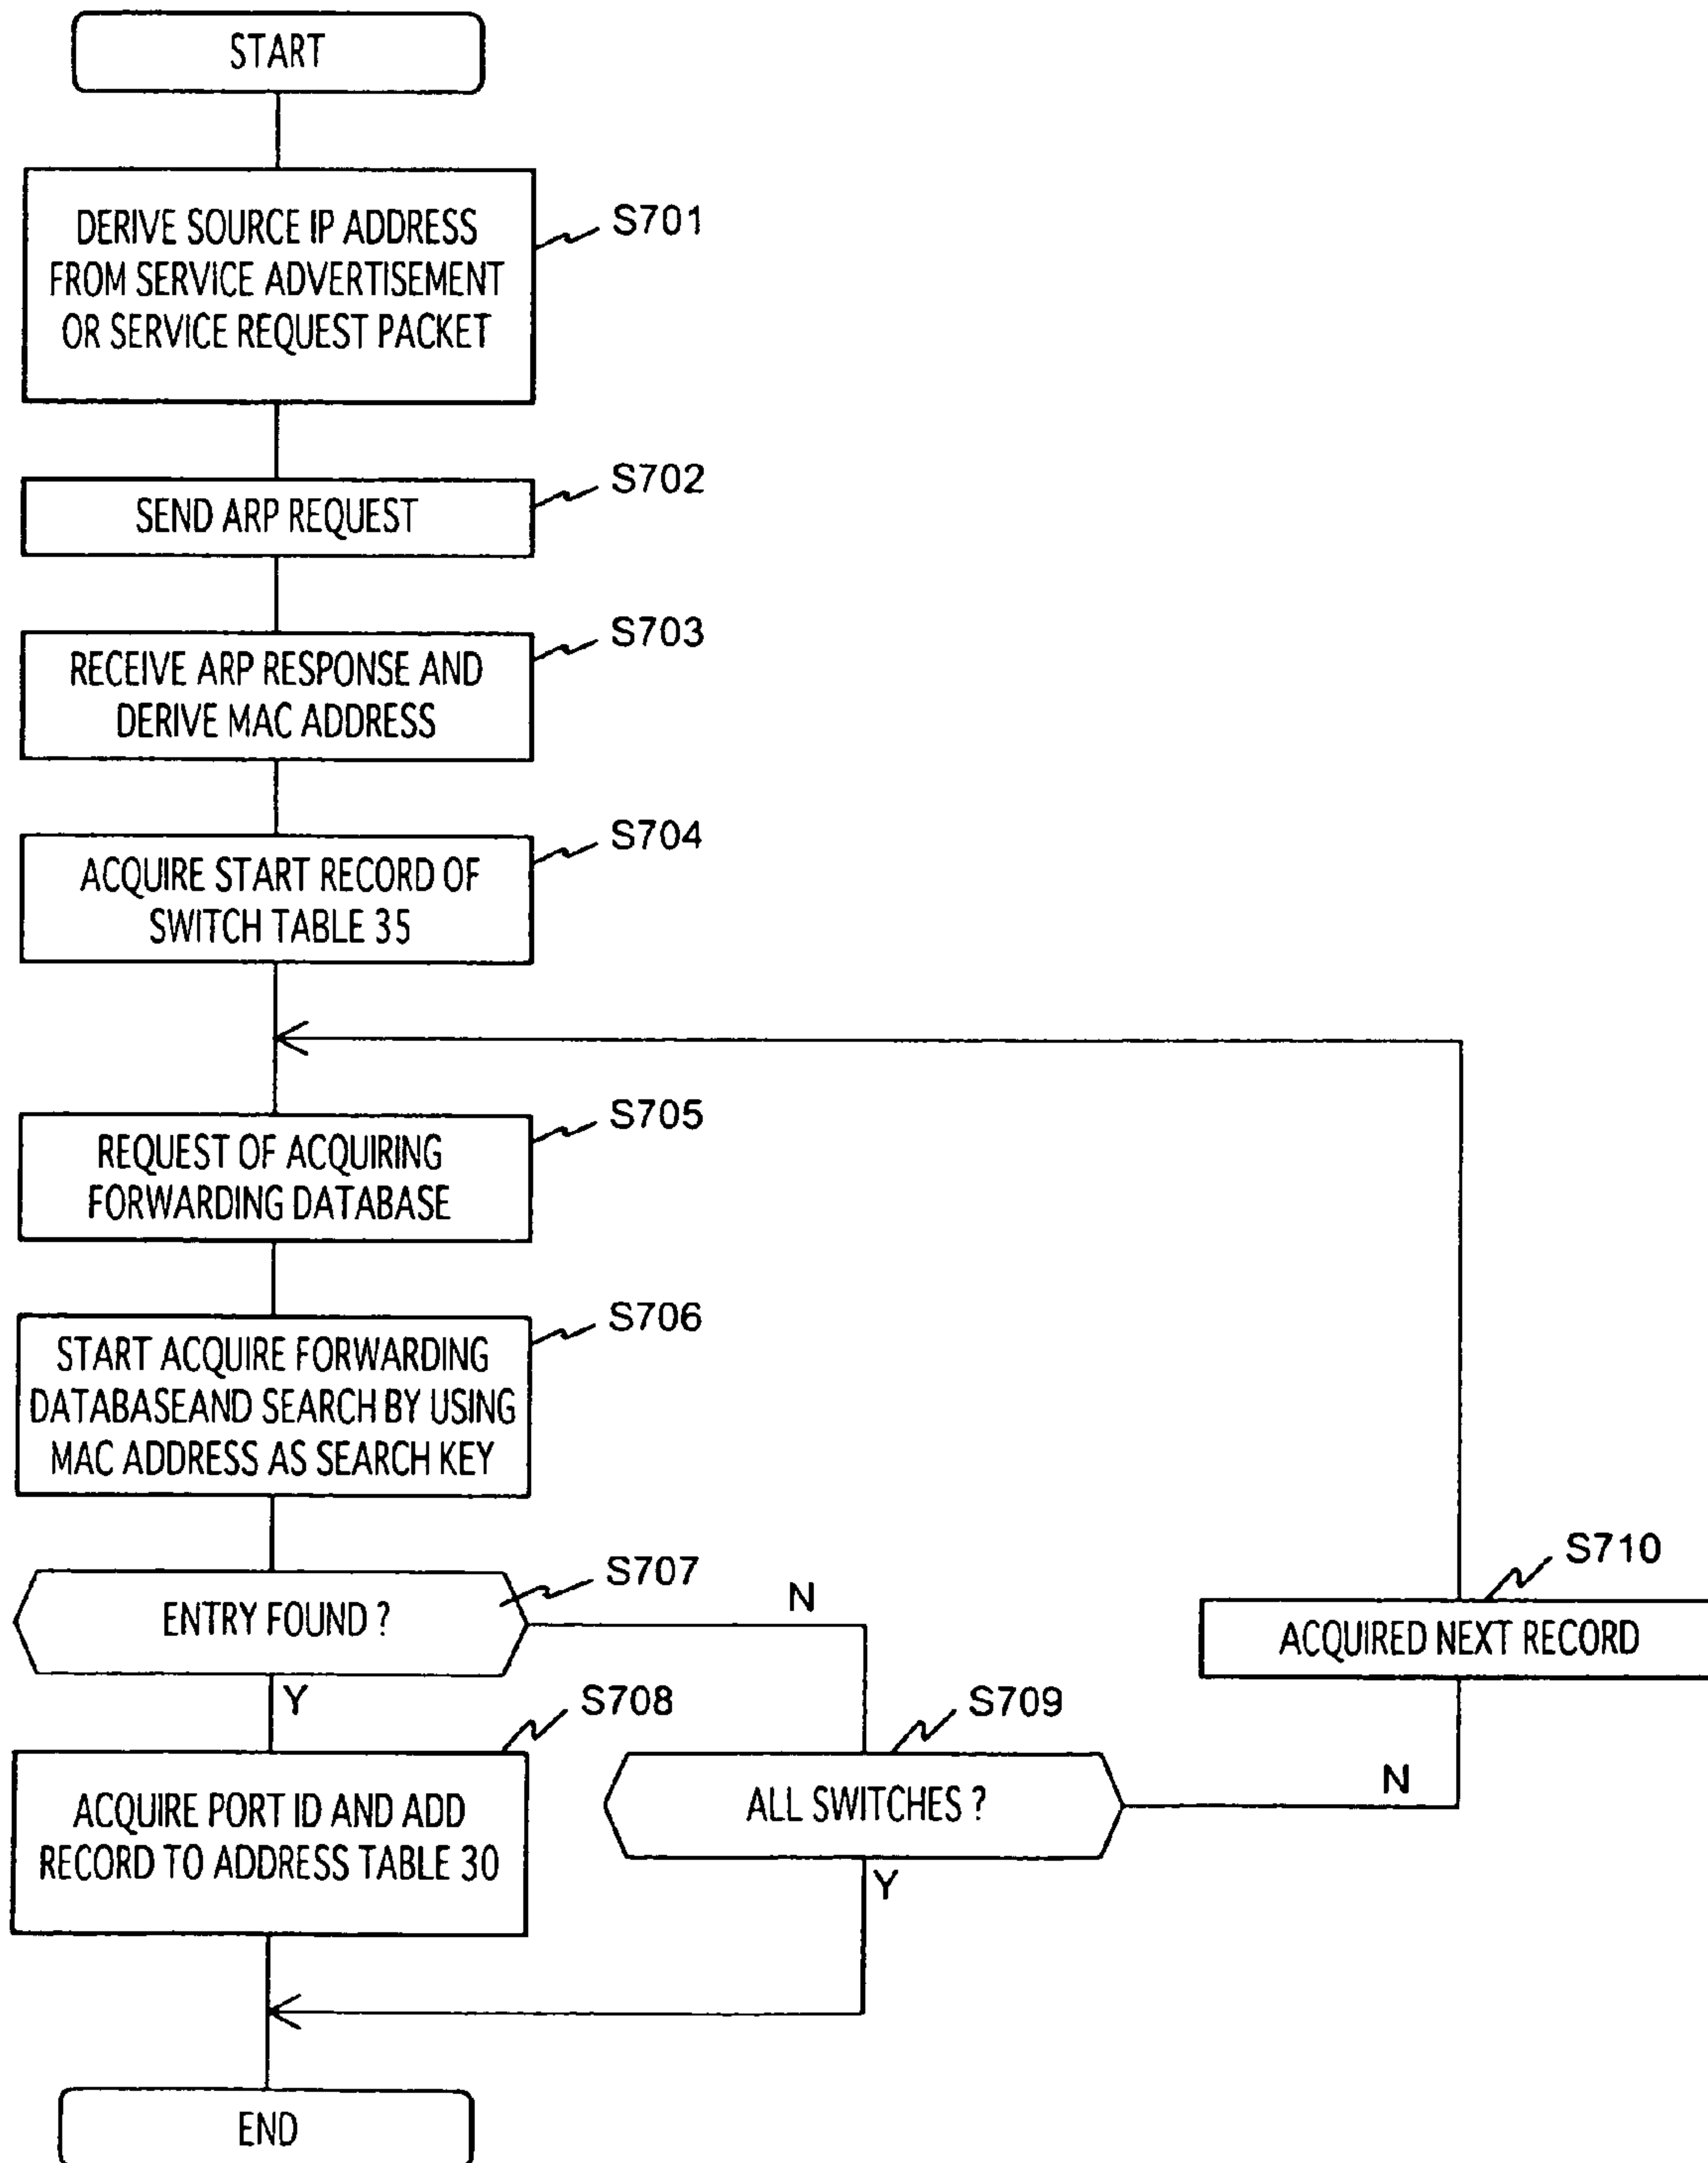 START
DERIVE SOURCE IP ADDRESS
FROM SERVICE ADVERTISEMENT
OR SERVICE REQUEST PACKET
S701
SEND ARP REQUEST
S702
RECEIVE ARP RESPONSE AND
DERIVE MAC ADDRESS
S703
ACQUIRE START RECORD OF
SWITCH TABLE 35
S704
REQUEST OF ACQUIRING
FORWARDING DATABASE
S705
START ACQUIRE FORWARDING
DATABASEAND SEARCH BY USING
MAC ADDRESS AS SEARCH KEY
S706
ENTRY FOUND ?
S707
N
Y
ACQUIRE PORT ID AND ADD
RECORD TO ADDRESS TABLE 30
S708
ALL SWITCHES ?
S709
N
Y
ACQUIRED NEXT RECORD
S710
END